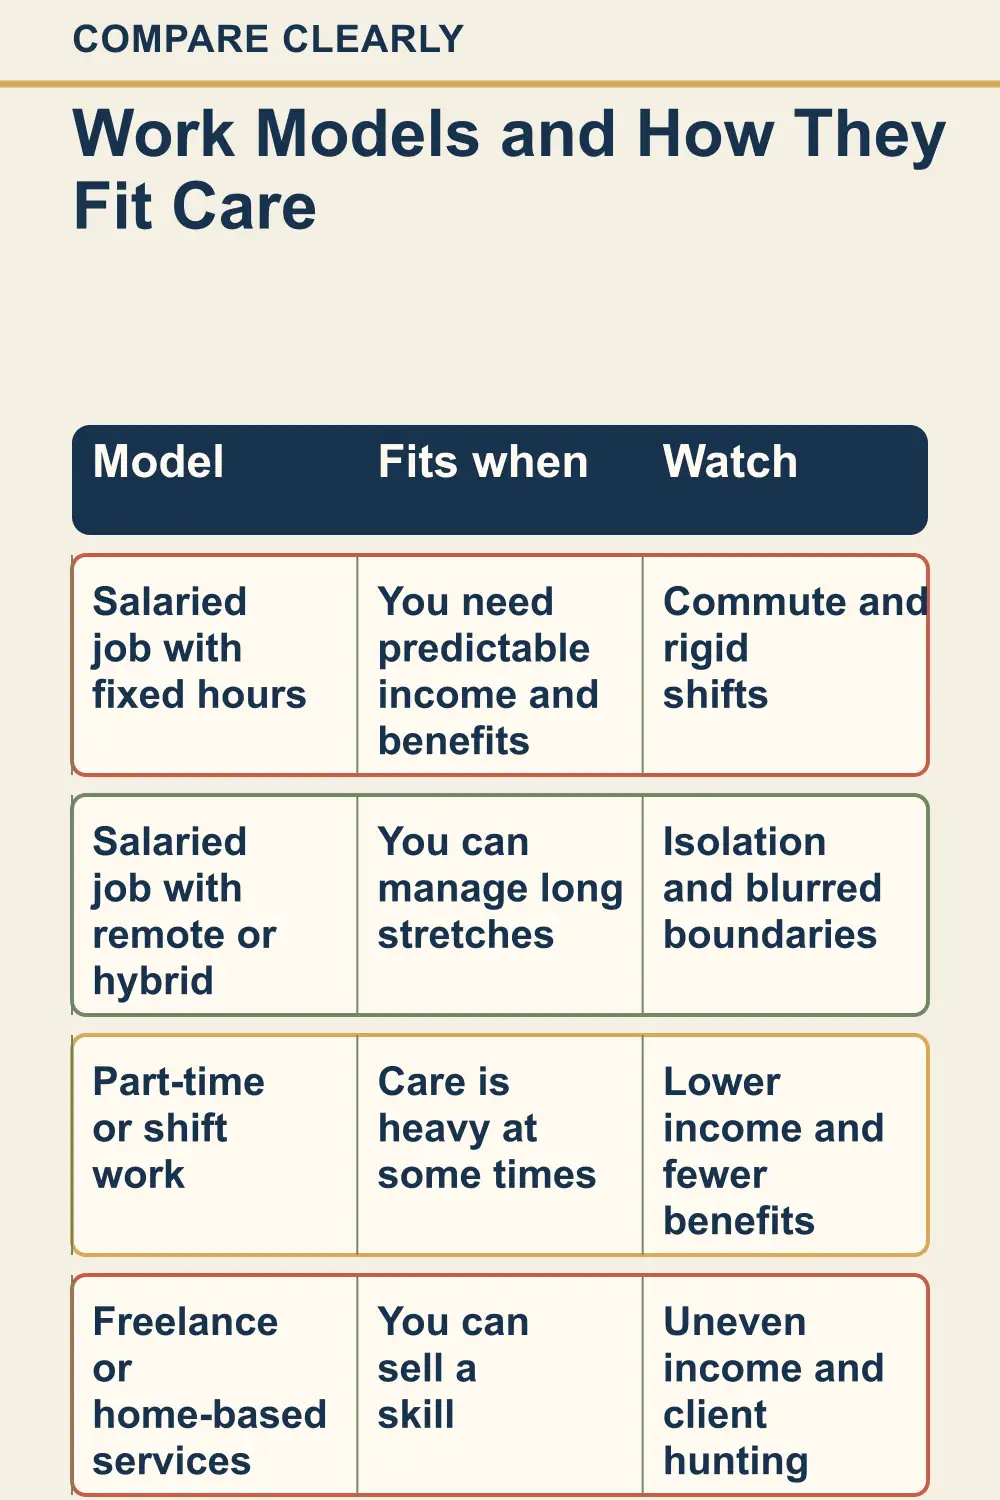 COMPARE CLEARLY
Work Models and How They
Fit Care
Model
Fits when
Watch
Salaried
job with
fixed hours
You need
predictable
income and
benefits
Commute and
rigid
shifts
Salaried
job with
remote or
hybrid
You can
manage long
stretches
Isolation
and blurred
boundaries
Part-time
or shift
work
Care is
heavy at
some times
Lower
income and
fewer
benefits
Freelance
or
home-based
services
You can
sell a
skill
Uneven
income and
client
hunting